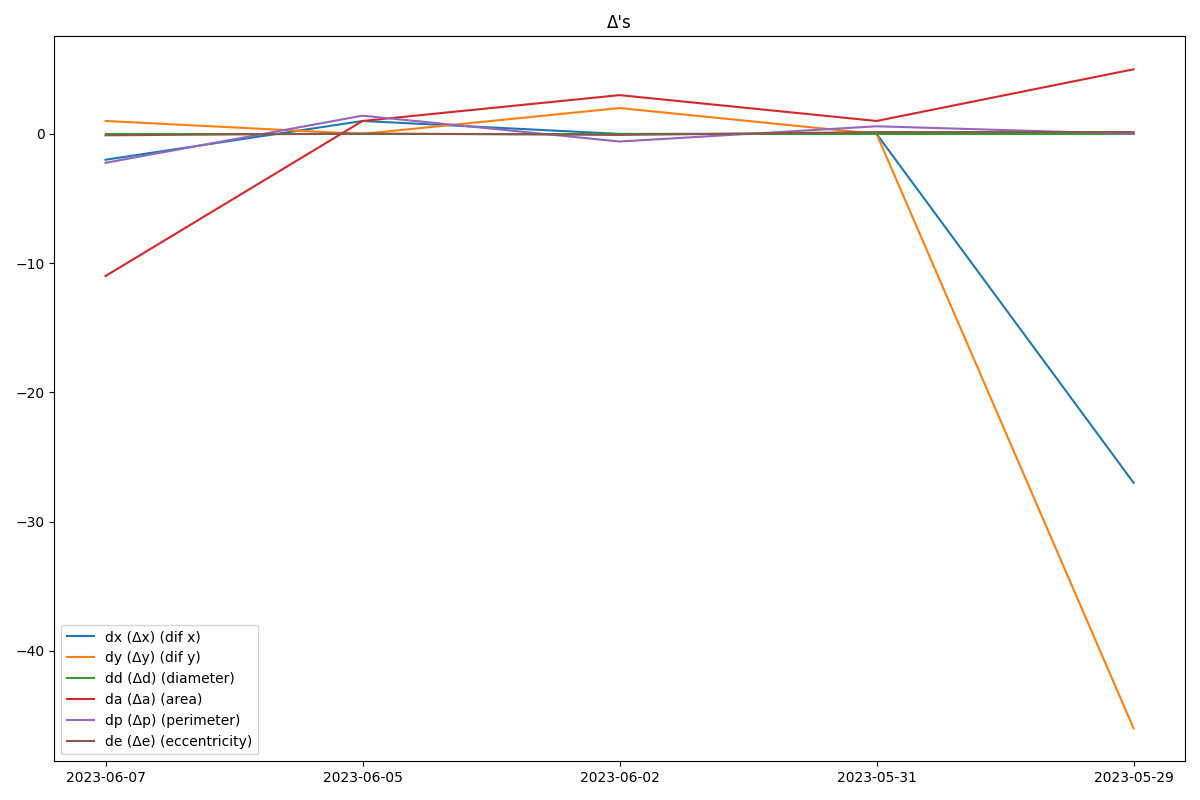 Δ's
0
−10
−20
−30
−40
dx (Δx) (dif x)
dy (Δy) (dif y)
dd (Δd) (diameter)
da (Δa) (area)
dp (Δp) (perimeter)
de (Δe) (eccentricity)
2023-06-07 2023-06-05 2023-06-02 2023-05-31 2023-05-29